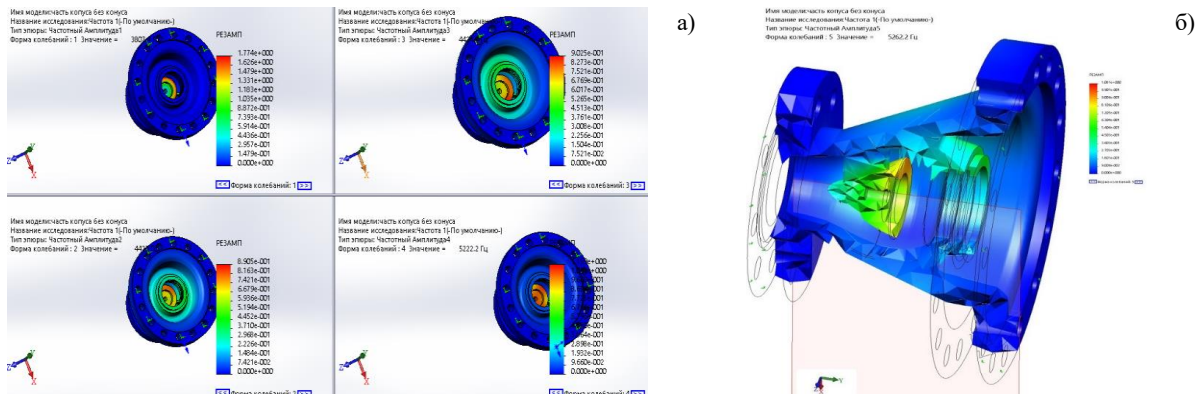 Имя модели:часть копуса без конуса
Название исследования:Частота 1(-По умолчанию-)
Тип эпюры: Частотный Амплитуда1
Форма колебаний : 1 Значение =
РЕЗАМП
1.774e+000
1.626e+000
1.479e+000
1.331e+000
1.183e+000
1.035e+000
8.872e-001
7.393e-001
5.914e-001
4.436e-001
2.957e-001
1.479e-001
0.000e+000
<< Форма колебаний: 1 >>
Имя модели:часть копуса без конуса
Название исследования:Частота 1(-По умолчанию-)
Тип эпюры: Частотный Амплитуда3
Форма колебаний : 3 Значение =
РЕЗАМП
9.025e-001
8.273e-001
7.521e-001
6.769e-001
6.017e-001
5.265e-001
4.513e-001
3.761e-001
3.008e-001
2.256e-001
1.504e-001
7.521e-002
0.000e+000
<< Форма колебаний: 3 >>
Имя модели:часть копуса без конуса
Название исследования:Частота 1(-По умолчанию-)
Тип эпюры: Частотный Амплитуда2
Форма колебаний : 2 Значение =
РЕЗАМП
8.905e-001
8.163e-001
7.421e-001
6.679e-001
5.936e-001
5.194e-001
4.452e-001
3.710e-001
2.968e-001
2.226e-001
1.484e-001
7.421e-002
0.000e+000
<< Форма колебаний: 2 >>
Имя модели:часть копуса без конуса
Название исследования:Частота 1(-По умолчанию-)
Тип эпюры: Частотный Амплитуда4
Форма колебаний : 4 Значение = 5222.2 Гц
РЕЗАМП
2.898e-001
1.932e-001
9.660e-002
0.000e+000
<< Форма колебаний: 4 >>
а)
Имя модели:часть копуса без конуса
Название исследования:Частота 1(-По умолчанию-)
Тип эпюры: Частотный Амплитуда5
Форма колебаний : 5 Значение = 5262.2 Гц
РЕЗАМП
0.000e+000
б)